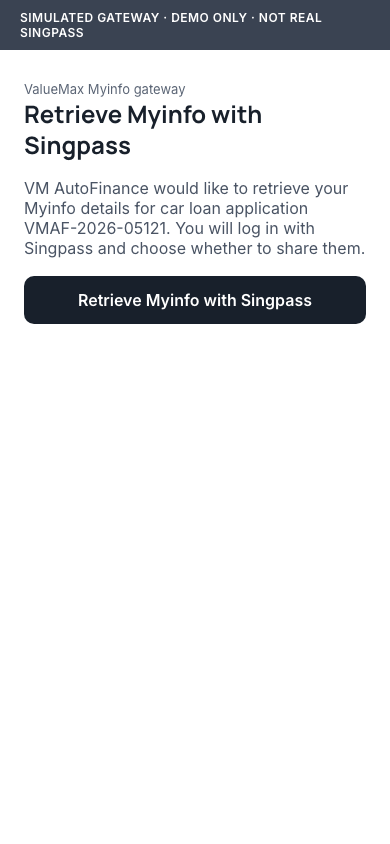 SIMULATED GATEWAY · DEMO ONLY · NOT REAL
SINGPASS
ValueMax Myinfo gateway
Retrieve Myinfo with
Singpass
VM AutoFinance would like to retrieve your
Myinfo details for car loan application
VMAF-2026-05121. You will log in with
Singpass and choose whether to share them.
Retrieve Myinfo with Singpass